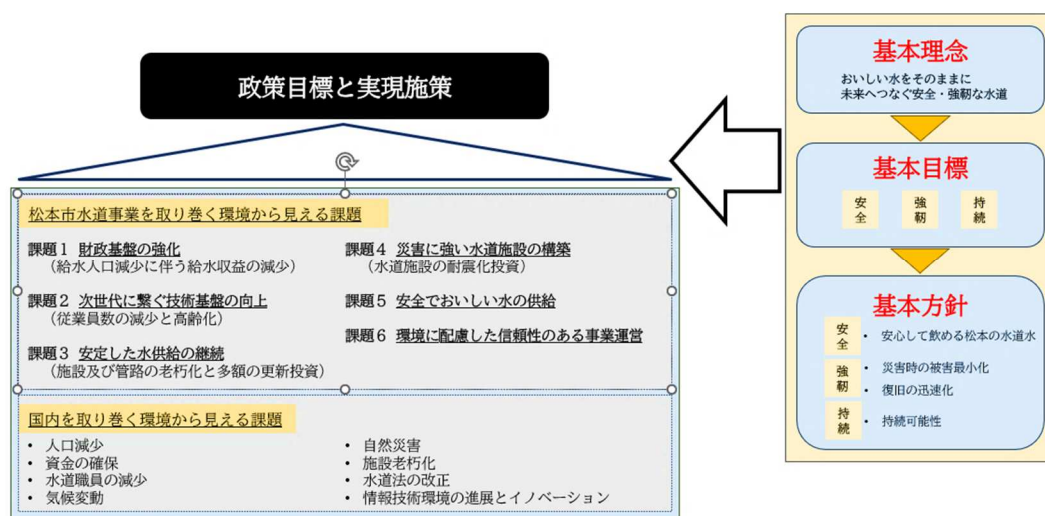 政策目標と実現施策
松本市水道事業を取り巻く環境から見える課題
課題1 財政基盤の強化
(給水人口減少に伴う給水収益の減少)
課題2 次世代に繋ぐ技術基盤の向上
(従業員数の減少と高齢化)
課題3 安定した水供給の継続
(施設及び管路の老朽化と多額の更新投資)
課題4 災害に強い水道施設の構築
(水道施設の耐震化投資)
課題5 安全でおいしい水の供給
課題6 環境に配慮した信頼性のある事業運営
国内を取り巻く環境から見える課題
• 人口減少
• 資金の確保
• 水道職員の減少
• 気候変動
• 自然災害
• 施設老朽化
• 水道法の改正
• 情報技術環境の進展とイノベーション
基本理念
おいしい水をそのままに
未来へつなぐ安全・強靭な水道
基本目標
安全
強靭
持続
基本方針
安全
• 安心して飲める松本の水道水
強靭
• 災害時の被害最小化
• 復旧の迅速化
持続
• 持続可能性